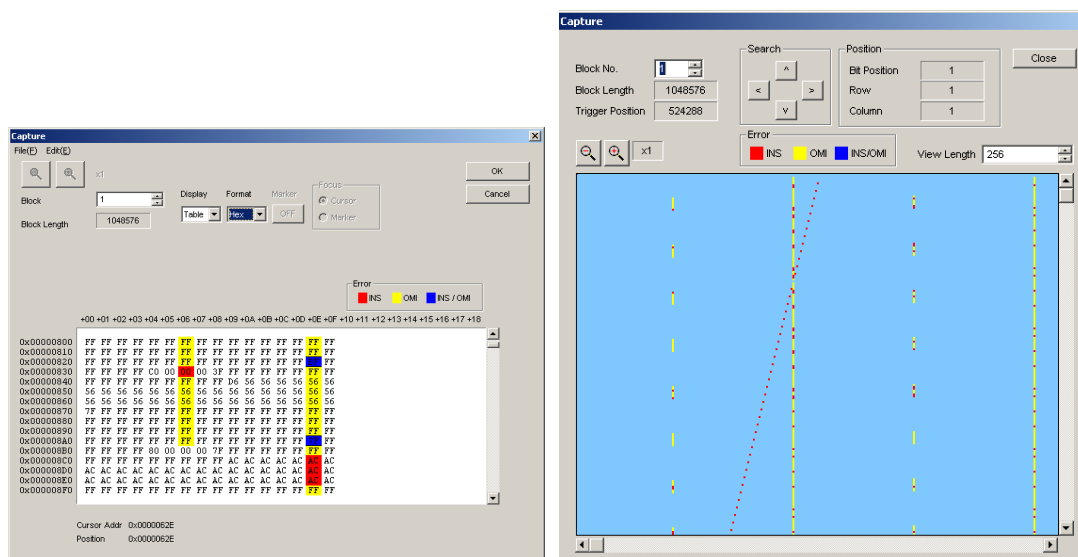 Capture
File(F) Edit(E)
x1
OK
Cancel
Block 1
Block Length 1048576
Display Format Marker
Table Hex OFF
Focus
Cursor
Marker
Error
INS OMI INS / OMI
+00 +01 +02 +03 +04 +05 +06 +07 +08 +09 +0A +0B +0C +0D +0E +0F +10 +11 +12 +13 +14 +15 +16 +17 +18
0x00000800 FF FF FF FF FF FF FF FF FF FF FF FF FF FF FF FF
0x00000810 FF FF FF FF FF FF FF FF FF FF FF FF FF FF FF FF
0x00000820 FF FF FF FF FF FF FF FF FF FF FF FF FF FF FF
0x00000830 FF FF FF FF C0 00 00 00 3F FF FF FF FF FF FF FF
0x00000840 FF FF FF FF FF FF FF FF FF D6 56 56 56 56 56 56
0x00000850 56 56 56 56 56 56 56 56 56 56 56 56 56 56 56 56
0x00000860 56 56 56 56 56 56 56 56 56 56 56 56 56 56 56 56
0x00000870 7F FF FF FF FF FF FF FF FF FF FF FF FF FF FF FF
0x00000880 FF FF FF FF FF FF FF FF FF FF FF FF FF FF FF FF
0x00000890 FF FF FF FF FF FF FF FF FF FF FF FF FF FF FF FF
0x000008A0 FF FF FF FF FF FF FF FF FF FF FF FF FF FF FF
0x000008B0 FF FF FF FF 80 00 00 00 7F FF FF FF FF FF FF FF
0x000008C0 FF FF FF FF FF FF FF FF AC AC AC AC AC AC AC AC
0x000008D0 AC AC AC AC AC AC AC AC AC AC AC AC AC AC AC AC
0x000008E0 AC AC AC AC AC AC AC AC AC AC AC AC AC AC AC AC
0x000008F0 FF FF FF FF FF FF FF FF FF FF FF FF FF FF FF FF
Cursor Addr 0x0000062E
Position 0x0000062E
Capture
Block No. 1
Block Length 1048576
Trigger Position 524288
Search
^
< >
v
Position
Bit Position 1
Row 1
Column 1
Close
x1
Error
INS OMI INS/OMI
View Length 256